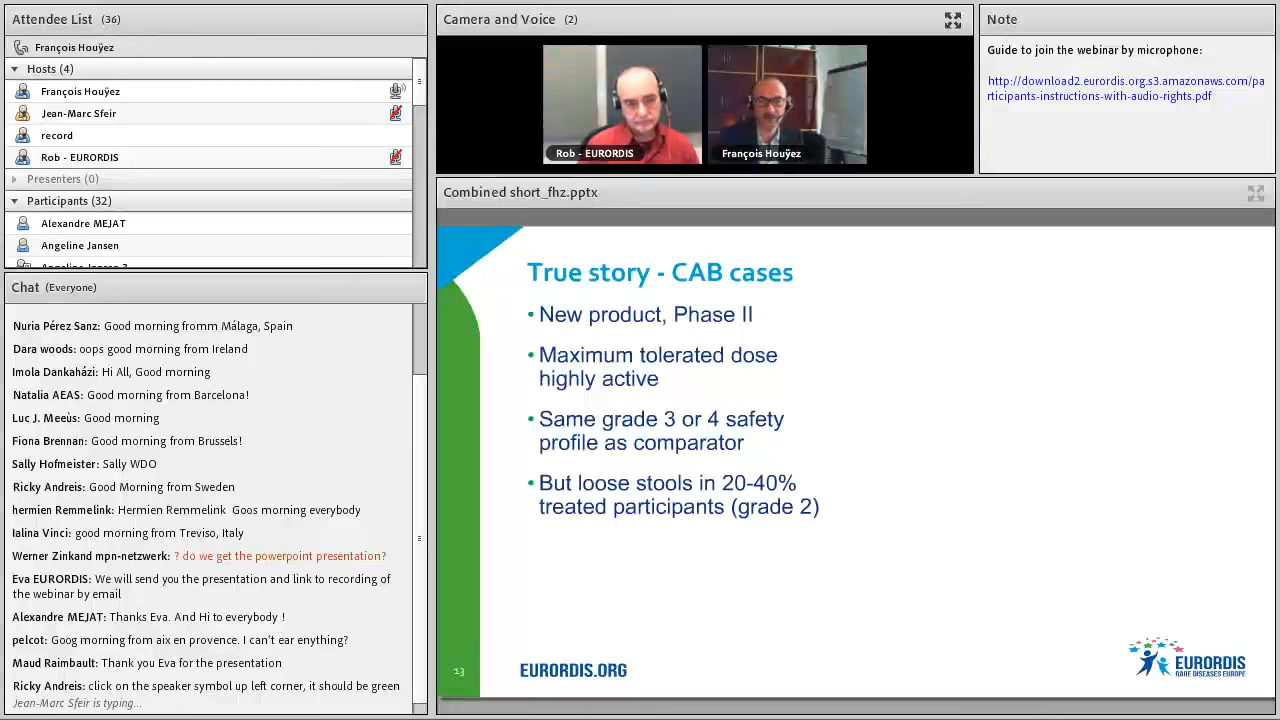 Attendee List (36)
François Houÿez
Hosts (4)
François Houÿez
Jean-Marc Sfeir
record
Rob - EURORDIS
Presenters (0)
Participants (32)
Alexandre MEJAT
Angeline Jansen
Chat (Everyone)
Nuria Pérez Sanz: Good morning fromm Málaga, Spain
Dara woods: oops good morning from Ireland
Imola Dankaházi: Hi All, Good morning
Natalia AEAS: Good morning from Barcelona!
Luc J. Meeùs: Good morning
Fiona Brennan: Good morning from Brussels!
Sally Hofmeister: Sally WDO
Ricky Andreis: Good Morning from Sweden
hermien Remmelink: Hermien Remmelink Goos morning everybody
Ialina Vinci: good morning from Treviso, Italy
Werner Zinkand mpn-netzwerk: ? do we get the powerpoint presentation?
Eva EURORDIS: We will send you the presentation and link to recording of
the webinar by email
Alexandre MEJAT: Thanks Eva. And Hi to everybody !
pelcot: Goog morning from aix en provence. I can't ear enything?
Maud Raimbault: Thank you Eva for the presentation
Ricky Andreis: click on the speaker symbol up left corner, it should be green
Jean-Marc Sfeir is typing...
Camera and Voice (2)
Rob - EURORDIS
François Houÿez
Note
Guide to join the webinar by microphone:
http://download2.eurordis.org.s3.amazonaws.com/pa
rticipants-instructions-with-audio-rights.pdf
Combined short_fhz.pptx
True story - CAB cases
• New product, Phase II
• Maximum tolerated dose
highly active
• Same grade 3 or 4 safety
profile as comparator
• But loose stools in 20-40%
treated participants (grade 2)
13
EURORDIS.ORG
EURORDIS
RARE DISEASES EUROPE